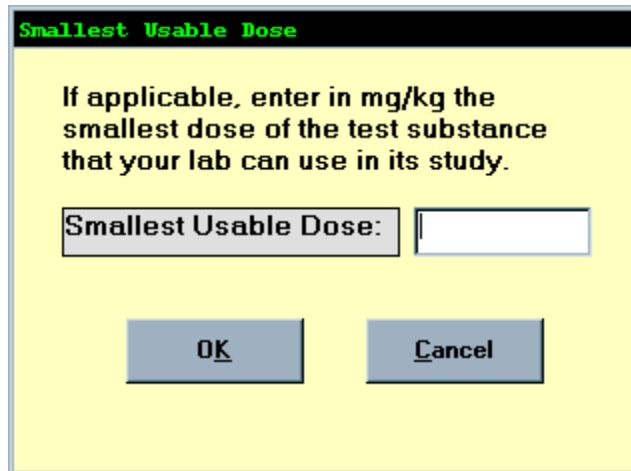 Smallest Usable Dose
If applicable, enter in mg/kg the
smallest dose of the test substance
that your lab can use in its study.
Smallest Usable Dose:
OK
Cancel